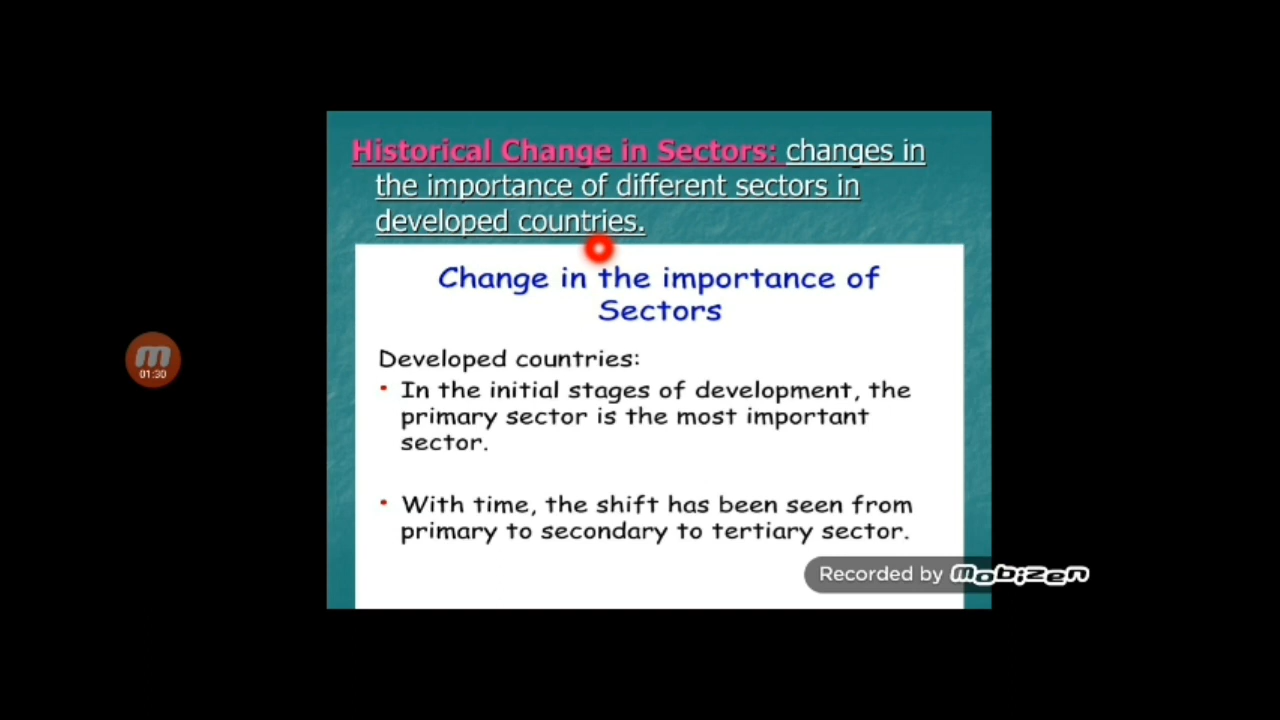 Historical Change in Sectors: changes in
the importance of different sectors in
developed countries.
Change in the importance of
Sectors
Developed countries:
• In the initial stages of development, the
primary sector is the most important
sector.
• With time, the shift has been seen from
primary to secondary to tertiary sector.
01:30
Recorded by mobizen